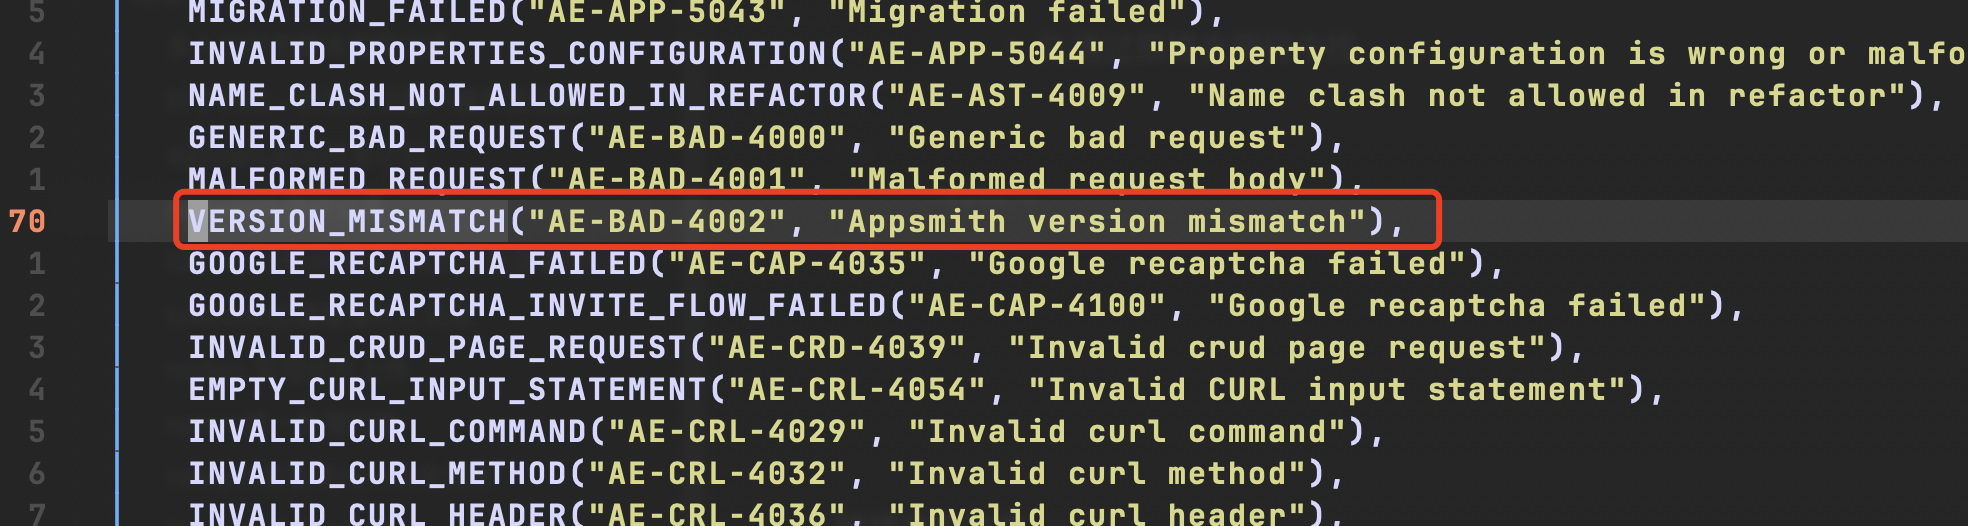 5 MIGRATION_FAILED("AE-APP-5043", "Migration failed"),
4 INVALID_PROPERTIES_CONFIGURATION("AE-APP-5044", "Property configuration is wrong or malfo
3 NAME_CLASH_NOT_ALLOWED_IN_REFACTOR("AE-AST-4009", "Name clash not allowed in refactor"),
2 GENERIC_BAD_REQUEST("AE-BAD-4000", "Generic bad request"),
1 MALFORMED_REQUEST("AE-BAD-4001", "Malformed request body"),
70 VERSION_MISMATCH("AE-BAD-4002", "Appsmith version mismatch"),
1 GOOGLE_RECAPTCHA_FAILED("AE-CAP-4035", "Google recaptcha failed"),
2 GOOGLE_RECAPTCHA_INVITE_FLOW_FAILED("AE-CAP-4100", "Google recaptcha failed"),
3 INVALID_CRUD_PAGE_REQUEST("AE-CRD-4039", "Invalid crud page request"),
4 EMPTY_CURL_INPUT_STATEMENT("AE-CRL-4054", "Invalid CURL input statement"),
5 INVALID_CURL_COMMAND("AE-CRL-4029", "Invalid curl command"),
6 INVALID_CURL_METHOD("AE-CRL-4032", "Invalid curl method"),
7 INVALID_CURL_HEADER("AE-CRL-4036", "Invalid curl header"),